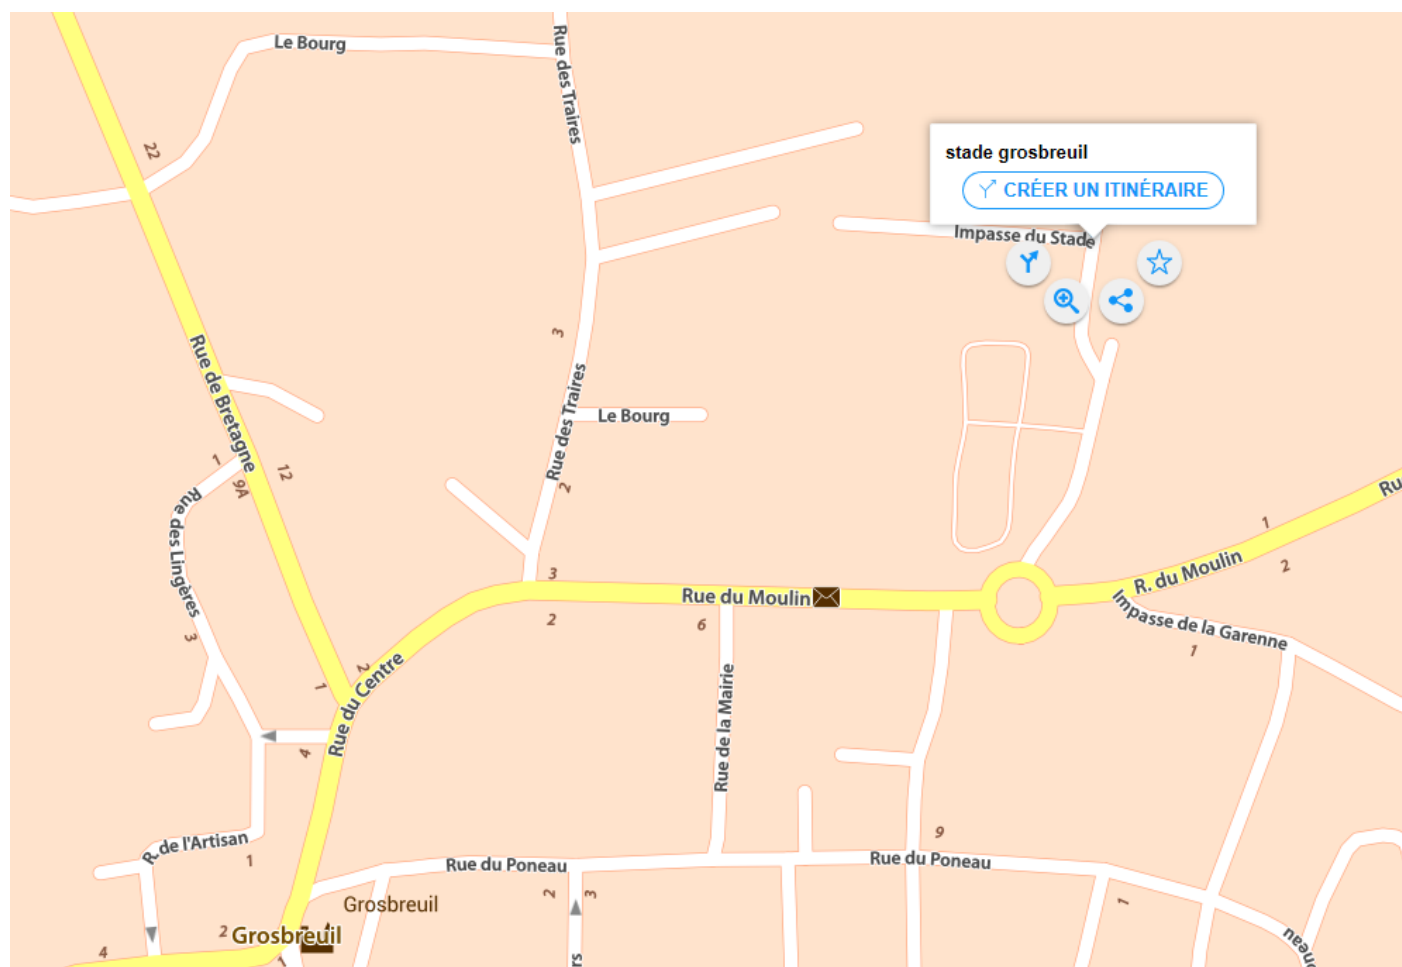 Le Bourg
Rue des Traires
22
stade grosbreuil
CRÉER UN ITINÉRAIRE
Impasse du Stade
3
Rue de Bretagne
Rue des Traires
Le Bourg
1
9A
12
2
Rue des Lingères
Ru
1
3
Rue du Moulin
R. du Moulin
2
2
6
Impasse de la Garenne
1
3
2
1
Rue du Centre
4
Rue de la Mairie
R. de l'Artisan
1
9
Rue du Poneau
Rue du Poneau
2
3
1
Grosbreuil
2
Grosbreuil
4
1
rs
oneau